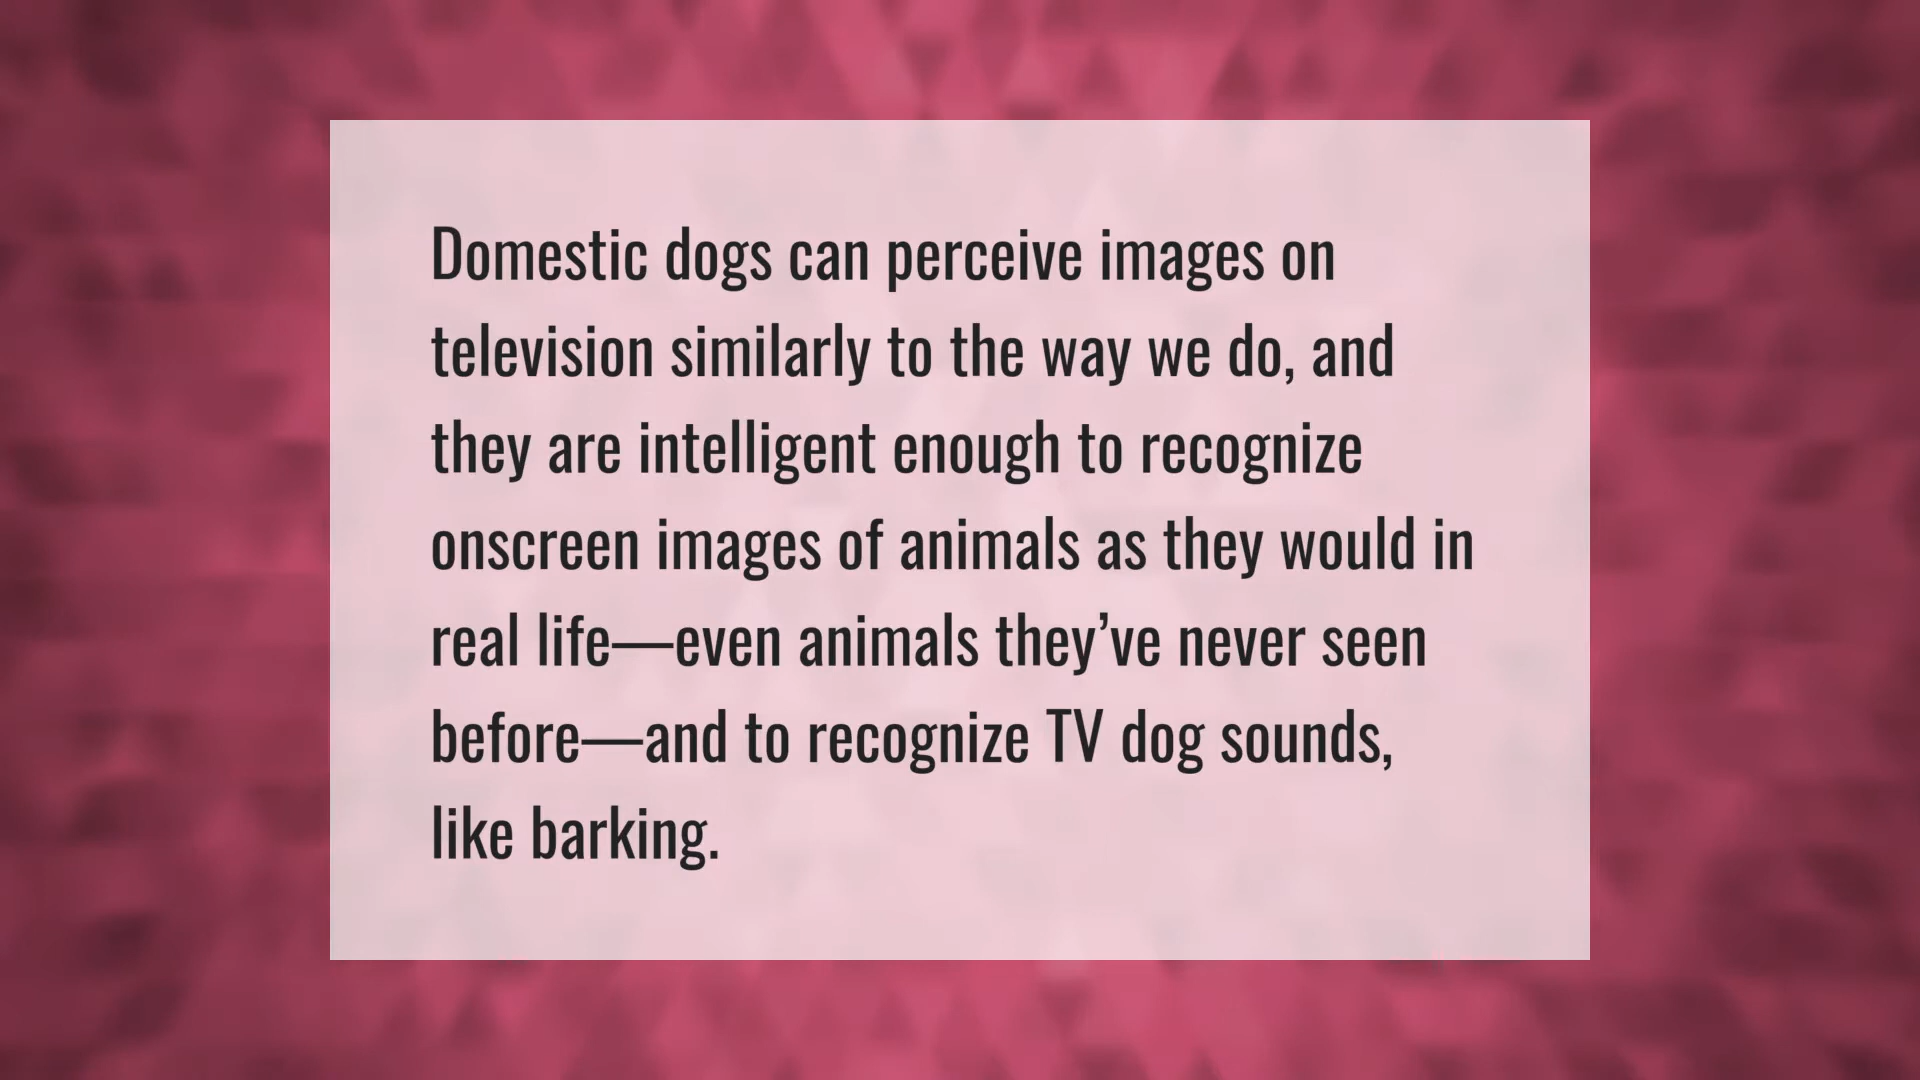 Domestic dogs can perceive images on
television similarly to the way we do, and
they are intelligent enough to recognize
onscreen images of animals as they would in
real life—even animals they’ve never seen
before—and to recognize TV dog sounds,
like barking.